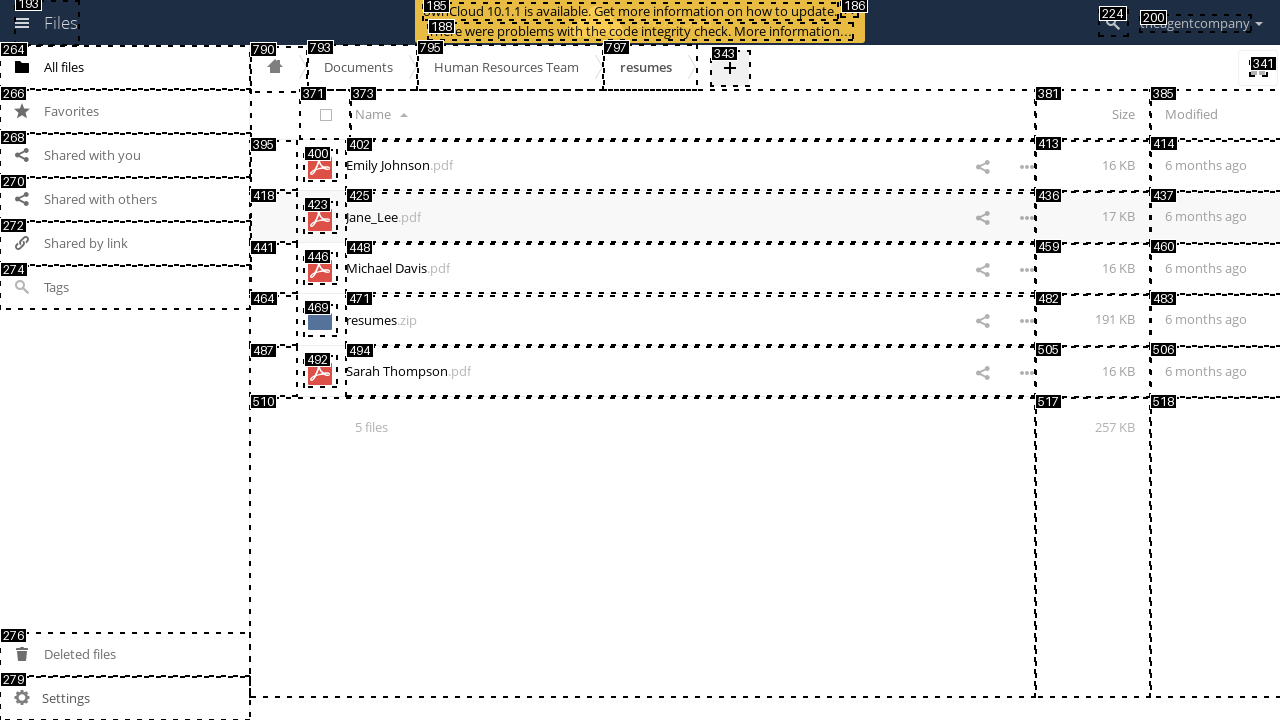 193
Files
185
Cloud 10.1.1 is available. Get more information on how to update.
186
188
e were problems with the code integrity check. More information...
224
200
agentcompany
264
All files
266
Favorites
268
Shared with you
270
Shared with others
272
Shared by link
274
Tags
276
Deleted files
279
Settings
790
793
Documents
795
Human Resources Team
797
resumes
343
+
341
371
373
Name
381
Size
385
Modified
395
400
402
Emily Johnson.pdf
413
16 KB
414
6 months ago
418
423
425
Jane_Lee.pdf
436
17 KB
437
6 months ago
441
446
448
Michael Davis.pdf
459
16 KB
460
6 months ago
464
469
471
resumes.zip
482
191 KB
483
6 months ago
487
492
494
Sarah Thompson.pdf
505
16 KB
506
6 months ago
510
5 files
517
257 KB
518